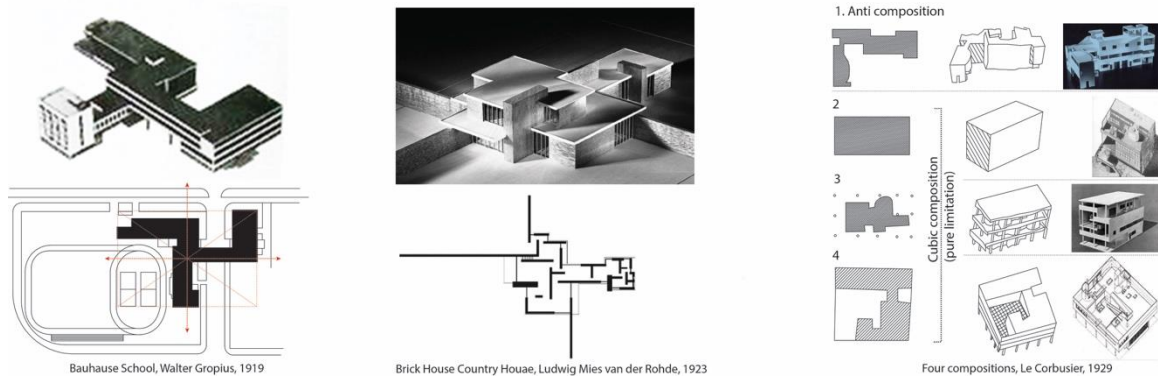 Bauhause School, Walter Gropius, 1919
Brick House Country Houae, Ludwig Mies van der Rohde, 1923
1. Anti composition
2
3
4
Cubic composition
(pure limitation)
Four compositions, Le Corbusier, 1929